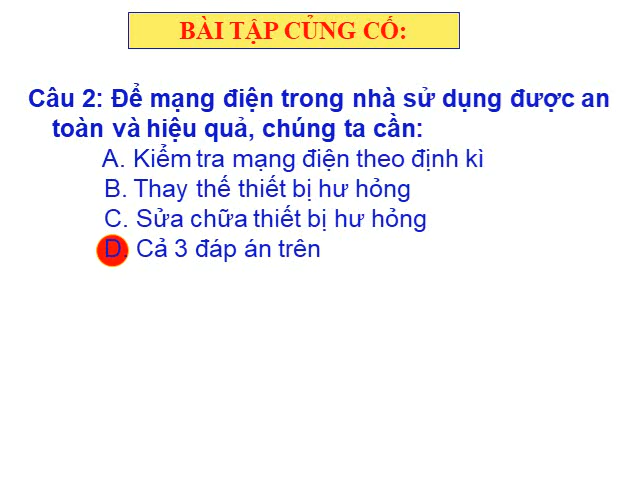 BÀI TẬP CỦNG CỐ:
Câu 2: Để mạng điện trong nhà sử dụng được an
toàn và hiệu quả, chúng ta cần:
A. Kiểm tra mạng điện theo định kì
B. Thay thế thiết bị hư hỏng
C. Sửa chữa thiết bị hư hỏng
D. Cả 3 đáp án trên